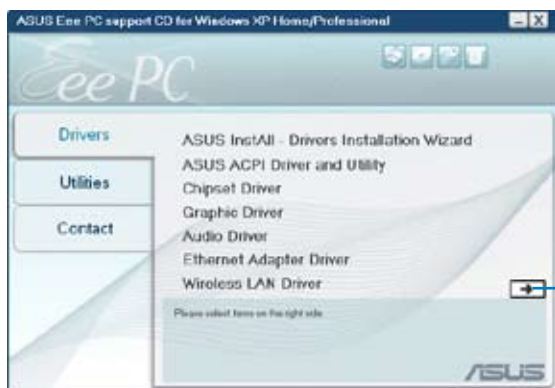 ASUS Eee PC support CD for Windows XP Home/Professional
Eee PC
Drivers
Utilities
Contact
ASUS InstAll - Drivers Installation Wizard
ASUS ACPI Driver and Utility
Chipset Driver
Graphic Driver
Audio Driver
Ethernet Adapter Driver
Wireless LAN Driver
Please select items on the right side.
ASUS